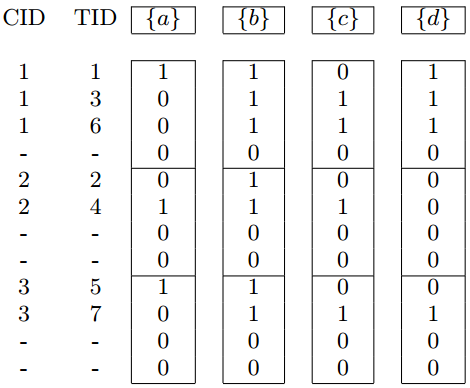 CID TID {a} {b} {c} {d}
1 1 1 1 0 1
1 3 0 1 1 1
1 6 0 1 1 1
- - 0 0 0 0
2 2 0 1 0 0
2 4 1 1 1 0
- - 0 0 0 0
- - 0 0 0 0
3 5 1 1 0 0
3 7 0 1 1 1
- - 0 0 0 0
- - 0 0 0 0